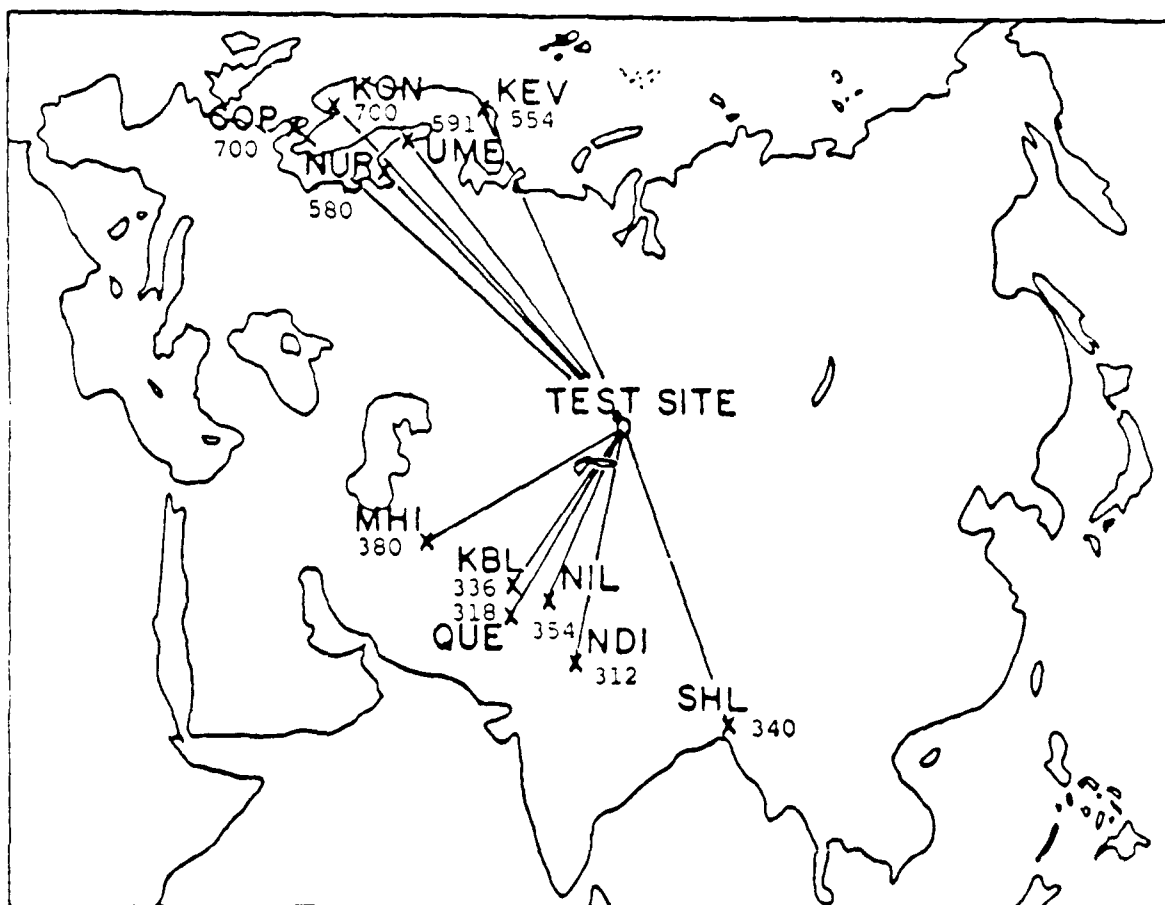 KON
700
KEV
554
COP
700
591
UME
NUR
580
TEST SITE
MHI
380
KBL
336
318
QUE
NIL
354
NDI
312
SHL
340